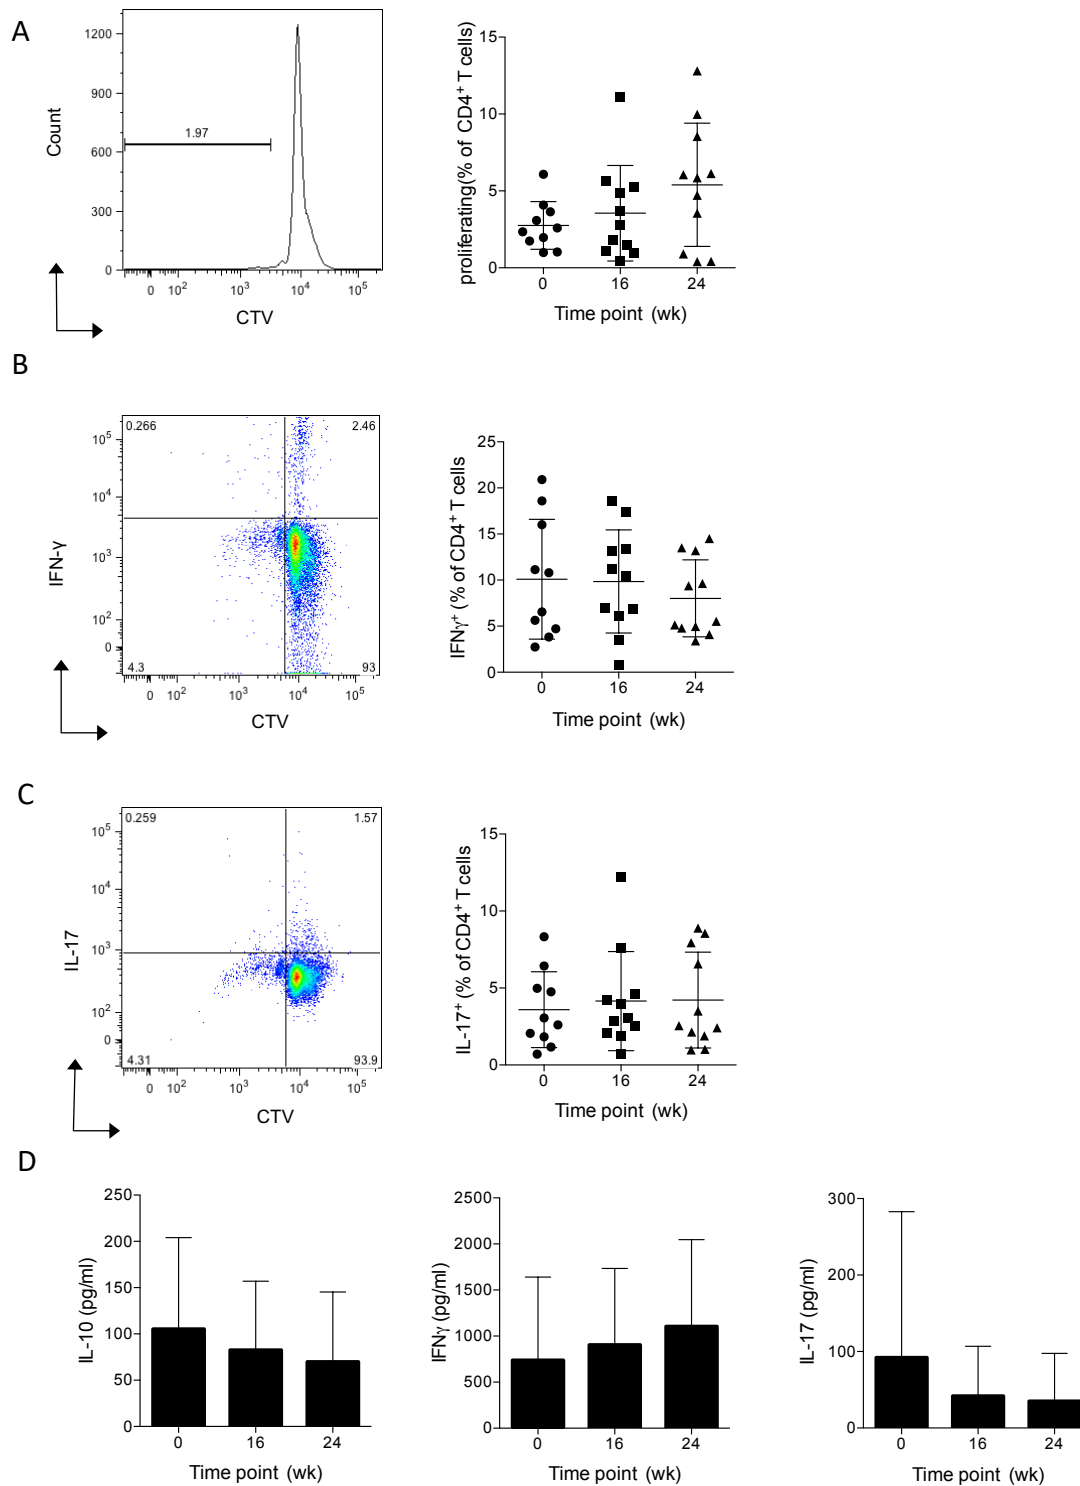 A
1200
900
600
300
0
Count
1.97
0 10² 10³ 10⁴ 10⁵
CTV
15
10
5
0
proliferating(% of CD4⁺ T cells)
0 16 24
Time point (wk)
B
0.266 2.46
10⁵
10⁴
10³
10²
0
IFN-γ
4.3 93
0 10² 10³ 10⁴ 10⁵
CTV
25
20
15
10
5
0
IFNγ⁺ (% of CD4⁺ T cells
0 16 24
Time point (wk)
C
0.259 1.57
10⁵
10⁴
10³
10²
0
IL-17
4.31 93.9
0 10² 10³ 10⁴ 10⁵
CTV
15
10
5
0
IL-17⁺ (% of CD4⁺ T cells
0 16 24
Time point (wk)
D
250
200
150
100
50
0
IL-10 (pg/ml)
0 16 24
Time point (wk)
2500
2000
1500
1000
500
0
IFNγ (pg/ml)
0 16 24
Time point (wk)
300
200
100
0
IL-17 (pg/ml)
0 16 24
Time point (wk)